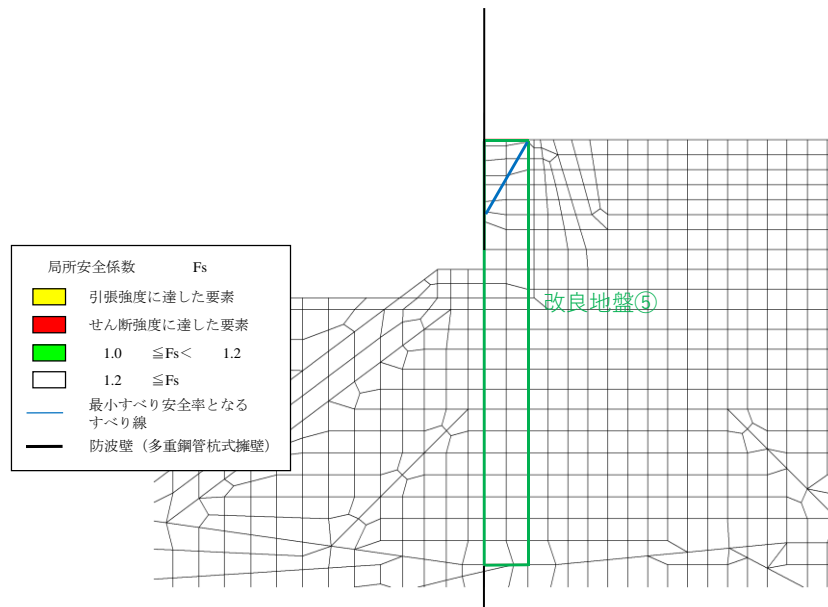 局所安全係数 Fs
引張強度に達した要素
せん断強度に達した要素
1.0 ≦Fs< 1.2
1.2 ≦Fs
最小すべり安全率となる
すべり線
防波壁（多重鋼管杭式擁壁）
改良地盤⑤